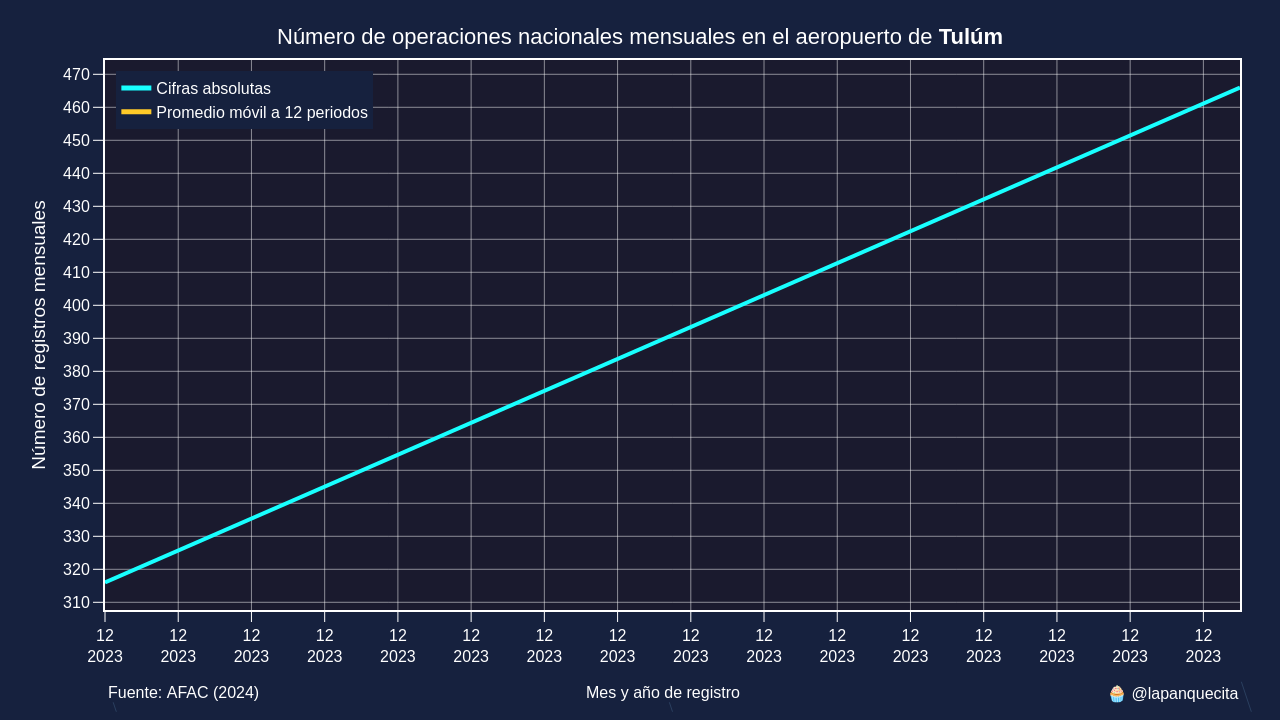 Número de operaciones nacionales mensuales en el aeropuerto de Tulúm
Cifras absolutas
Promedio móvil a 12 periodos
Número de registros mensuales
470
460
450
440
430
420
410
400
390
380
370
360
350
340
330
320
310
12 12 12 12 12 12 12 12 12 12 12 12 12 12 12 12
2023 2023 2023 2023 2023 2023 2023 2023 2023 2023 2023 2023 2023 2023 2023 2023
Fuente: AFAC (2024) Mes y año de registro 🧁 @lapanquecita